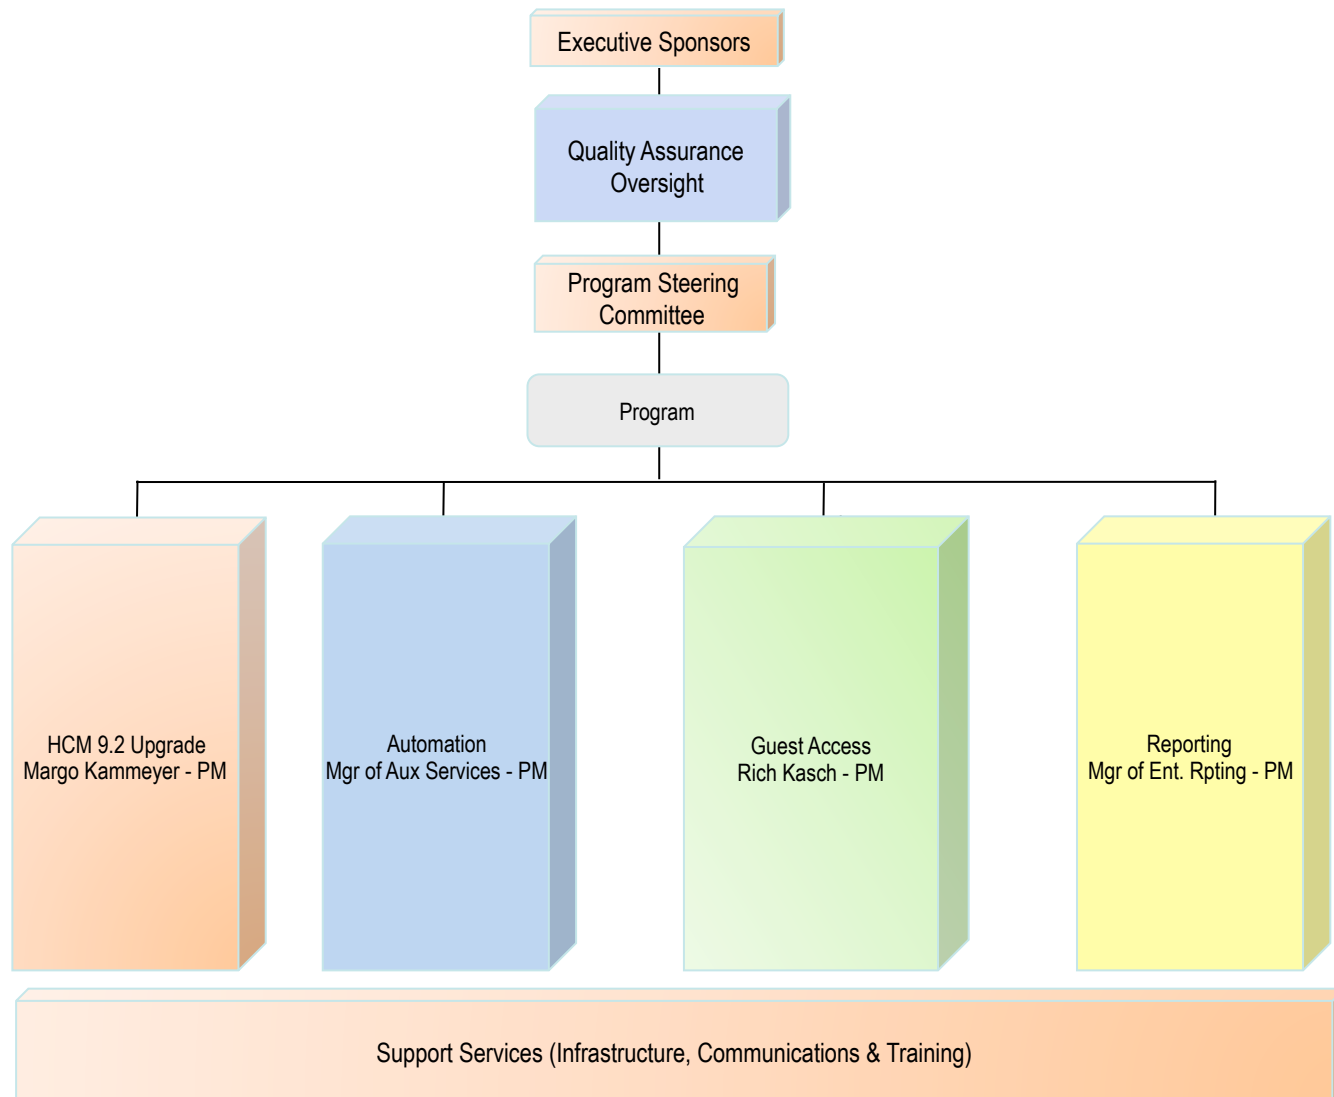 Executive Sponsors
Quality Assurance
Oversight
Program Steering
Committee
Program
HCM 9.2 Upgrade
Margo Kammeyer - PM
Automation
Mgr of Aux Services - PM
Guest Access
Rich Kasch - PM
Reporting
Mgr of Ent. Rpting - PM
Support Services (Infrastructure, Communications & Training)